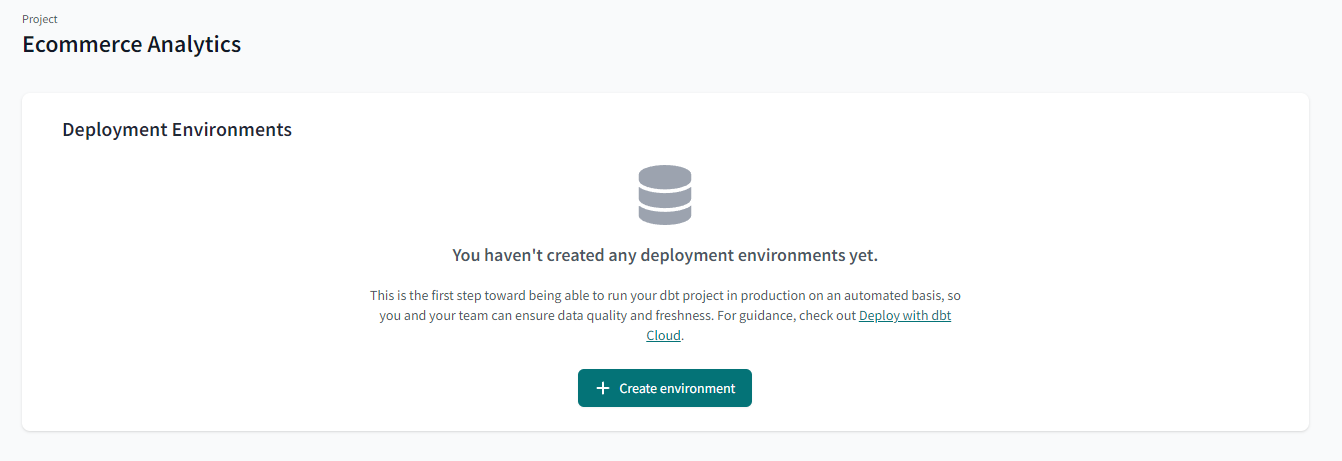 Project
Ecommerce Analytics
Deployment Environments
You haven't created any deployment environments yet.
This is the first step toward being able to run your dbt project in production on an automated basis, so
you and your team can ensure data quality and freshness. For guidance, check out Deploy with dbt
Cloud.
+ Create environment